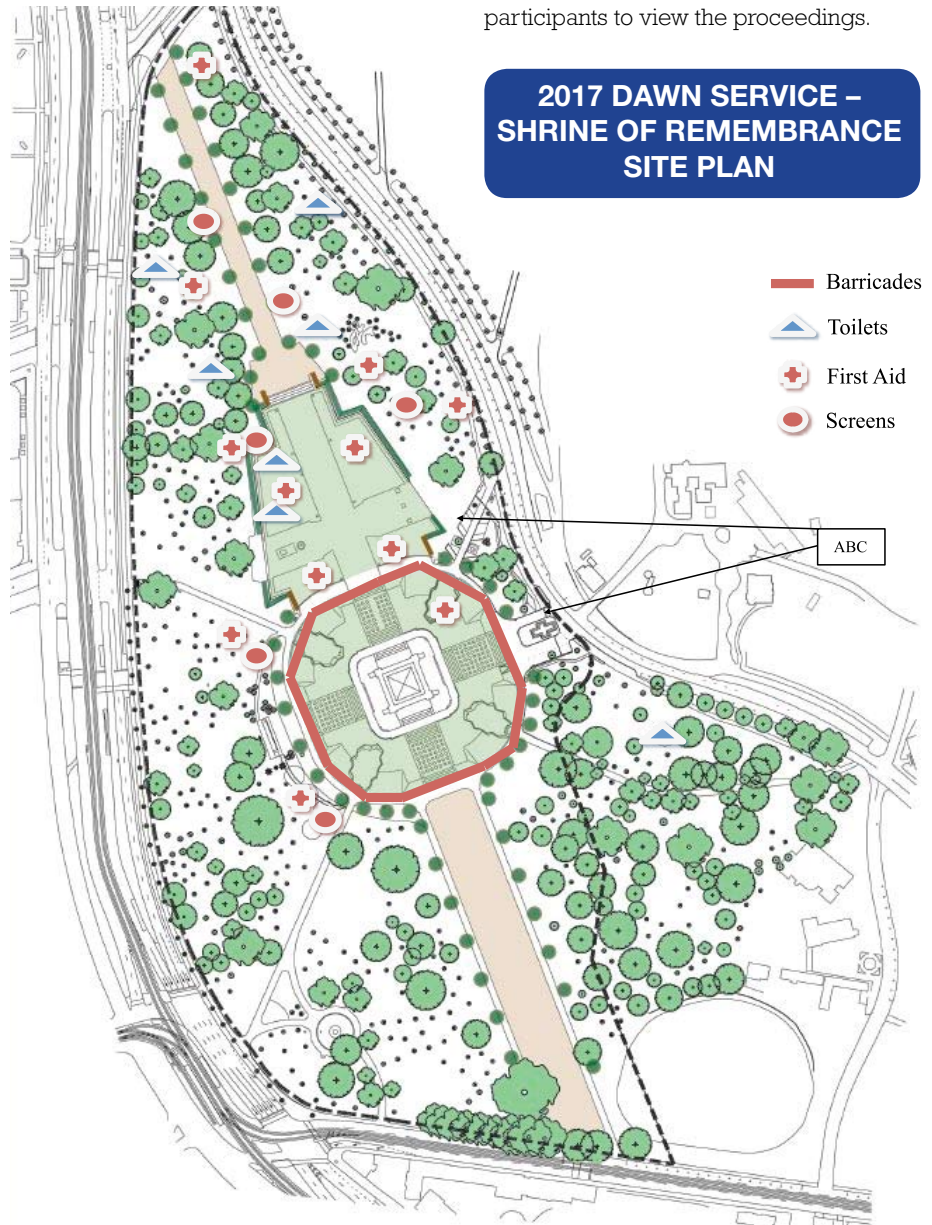 participants to view the proceedings.
2017 DAWN SERVICE –
SHRINE OF REMEMBRANCE
SITE PLAN
Barricades
Toilets
First Aid
Screens
ABC